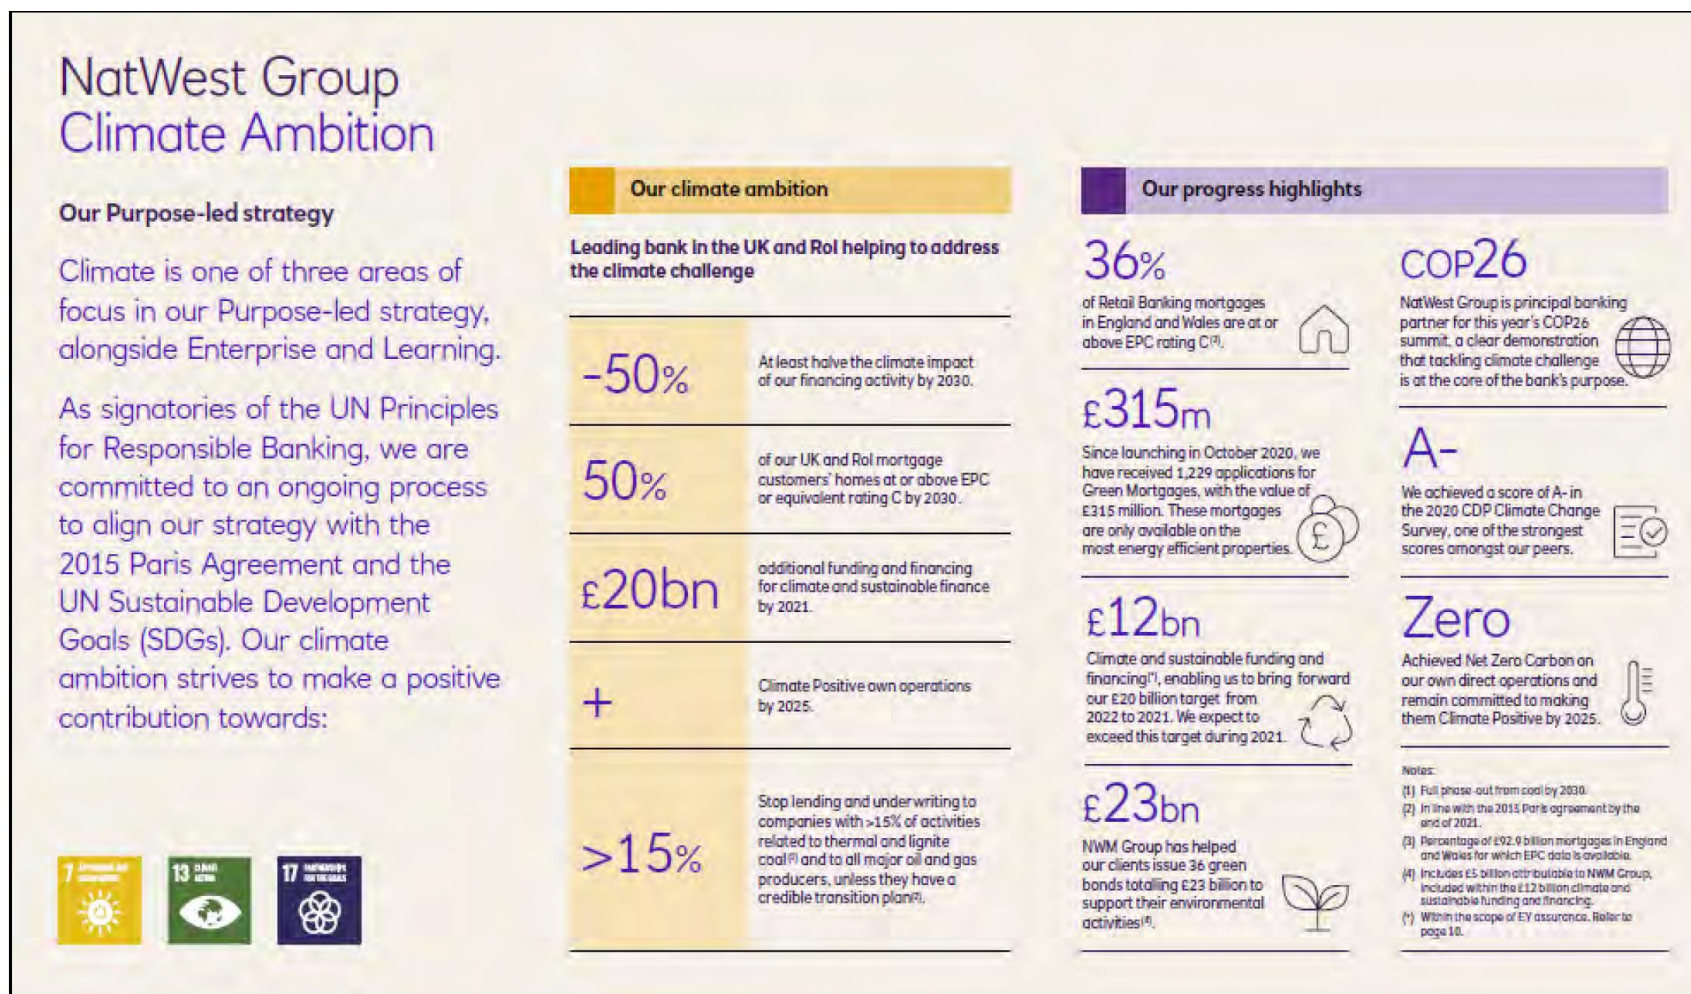 NatWest Group
Climate Ambition
Our Purpose-led strategy
Climate is one of three areas of
focus in our Purpose-led strategy,
alongside Enterprise and Learning.
As signatories of the UN Principles
for Responsible Banking, we are
committed to an ongoing process
to align our strategy with the
2015 Paris Agreement and the
UN Sustainable Development
Goals (SDGs). Our climate
ambition strives to make a positive
contribution towards:
7
13 CLIMATE
ACTION
17 PARTNERSHIPS
FOR THE GOALS
Our climate ambition
Leading bank in the UK and RoI helping to address
the climate challenge
-50%
At least halve the climate impact
of our financing activity by 2030.
50%
of our UK and RoI mortgage
customers' homes at or above EPC
or equivalent rating C by 2030.
£20bn
additional funding and financing
for climate and sustainable finance
by 2021.
+
Climate Positive own operations
by 2025.
>15%
Stop lending and underwriting to
companies with >15% of activities
related to thermal and lignite
coal(1) and to all major oil and gas
producers, unless they have a
credible transition plan(2).
Our progress highlights
36%
of Retail Banking mortgages
in England and Wales are at or
above EPC rating C(3).
£315m
Since launching in October 2020, we
have received 1,229 applications for
Green Mortgages, with the value of
£315 million. These mortgages
are only available on the
most energy efficient properties.
£
£12bn
Climate and sustainable funding and
financing(*), enabling us to bring forward
our £20 billion target from
2022 to 2021. We expect to
exceed this target during 2021.
£23bn
NWM Group has helped
our clients issue 36 green
bonds totalling £23 billion to
support their environmental
activities(4).
COP26
NatWest Group is principal banking
partner for this year's COP26
summit, a clear demonstration
that tackling climate challenge
is at the core of the bank's purpose.
A-
We achieved a score of A- in
the 2020 CDP Climate Change
Survey, one of the strongest
scores amongst our peers.
Zero
Achieved Net Zero Carbon on
our own direct operations and
remain committed to making
them Climate Positive by 2025.
Notes:
(1) Full phase-out from coal by 2030.
(2) In line with the 2015 Paris agreement by the
end of 2021.
(3) Percentage of £92.9 billion mortgages in England
and Wales for which EPC data is available.
(4) Includes £5 billion attributable to NWM Group,
included within the £12 billion climate and
sustainable funding and financing.
(*) Within the scope of EY assurance. Refer to
page 10.